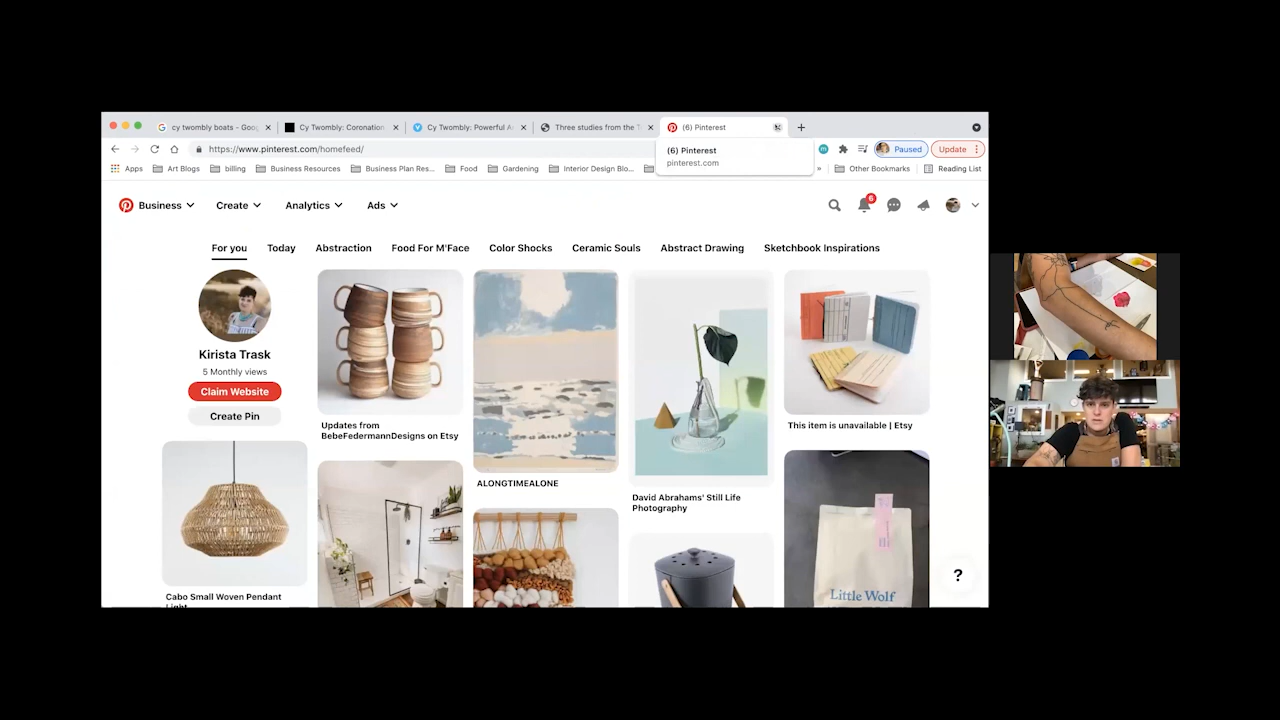 cy twombly boats - Goo
Cy Twombly: Coronation
Cy Twombly: Powerful A
Three studies from the T
(6) Pinterest
https://www.pinterest.com/homefeed/
(6) Pinterest
pinterest.com
m
Paused
Update
Apps
Art Blogs
billing
Business Resources
Business Plan Res...
Food
Gardening
Interior Design Blo...
»
Other Bookmarks
Reading List
Business
Create
Analytics
Ads
6
For you
Today
Abstraction
Food For M'Face
Color Shocks
Ceramic Souls
Abstract Drawing
Sketchbook Inspirations
Kirista Trask
5 Monthly views
Claim Website
Create Pin
Updates from
BebeFedermannDesigns on Etsy
ALONGTIMEALONE
David Abrahams' Still Life
Photography
This item is unavailable | Etsy
Cabo Small Woven Pendant
Light
Little Wolf
?